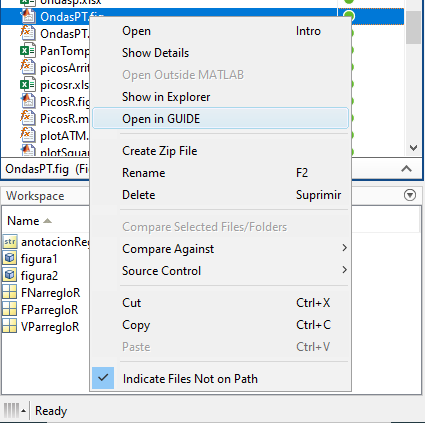 ondasp.xlsx
OndasPT.fig
OndasPT.
PanTomp
picosArrit
picosr.xls
PicosR.fig
PicosR.m
plotATM.
plotSqua
OndasPT.fig (Fig
Workspace
Name
anotacionReg
figura1
figura2
FNarregloR
FParregloR
VParregloR
Ready
Open Intro
Show Details
Open Outside MATLAB
Show in Explorer
Open in GUIDE
Create Zip File
Rename F2
Delete Suprimir
Compare Selected Files/Folders
Compare Against
Source Control
Cut Ctrl+X
Copy Ctrl+C
Paste Ctrl+V
Indicate Files Not on Path